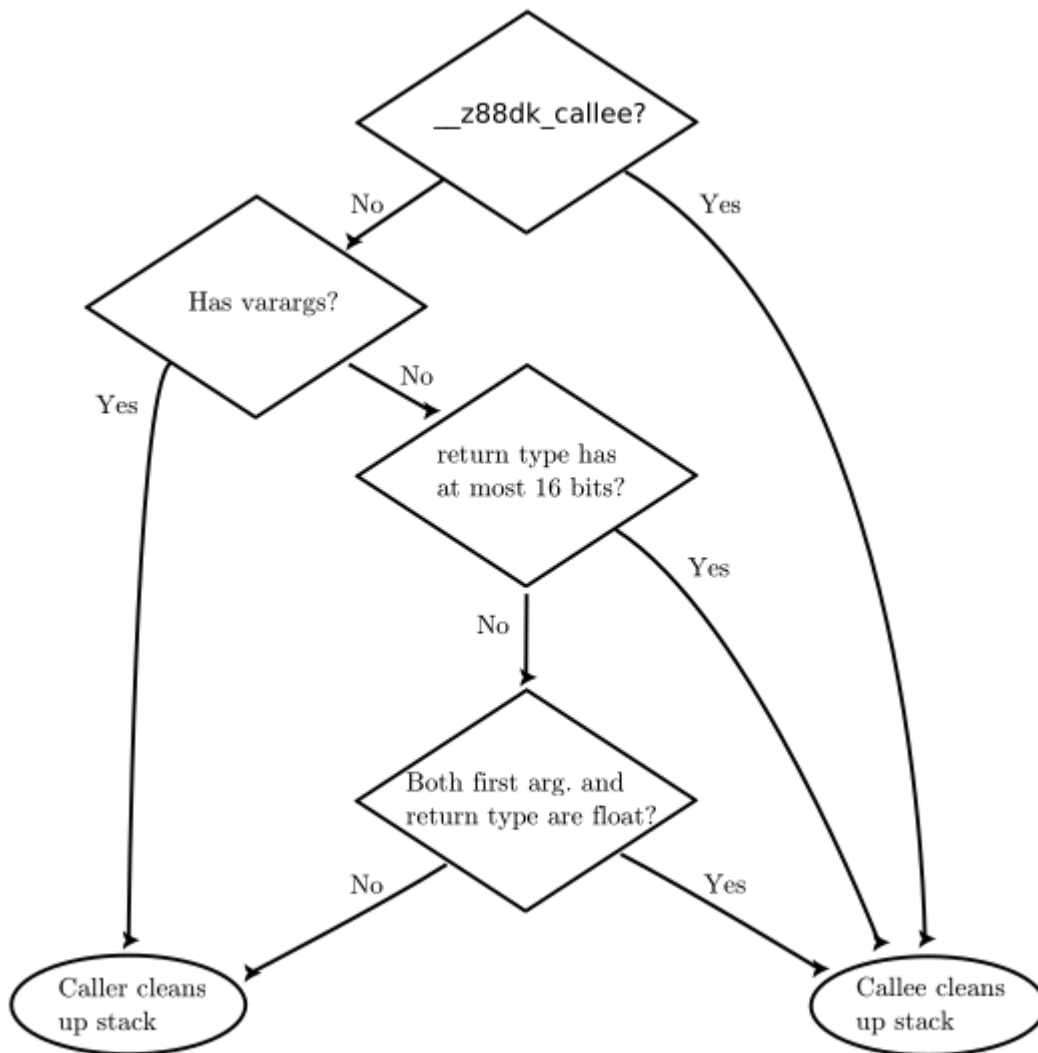 __z88dk_callee?
No
Yes
Has varargs?
Yes
No
return type has
at most 16 bits?
Yes
No
Both first arg. and
return type are float?
No
Yes
Caller cleans
up stack
Callee cleans
up stack